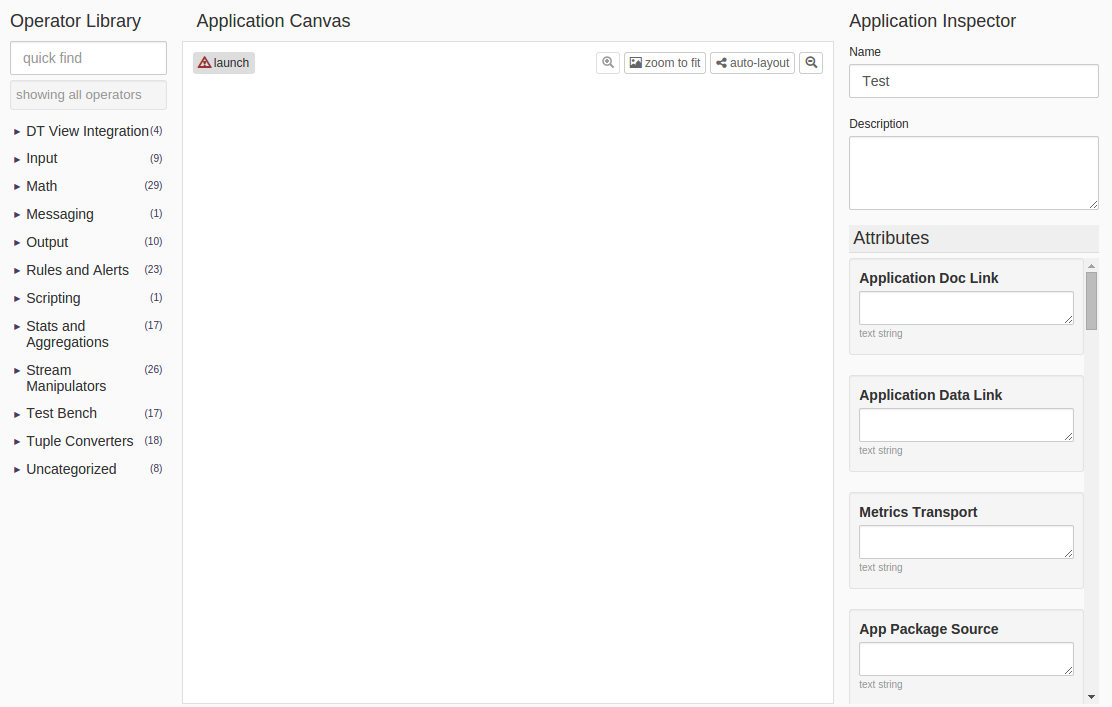 Operator Library
quick find
showing all operators
DT View Integration (4)
Input (9)
Math (29)
Messaging (1)
Output (10)
Rules and Alerts (23)
Scripting (1)
Stats and (17)
Aggregations
Stream (26)
Manipulators
Test Bench (17)
Tuple Converters (18)
Uncategorized (8)
Application Canvas
launch
zoom to fit
auto-layout
Application Inspector
Name
Test
Description
Attributes
Application Doc Link
text string
Application Data Link
text string
Metrics Transport
text string
App Package Source
text string